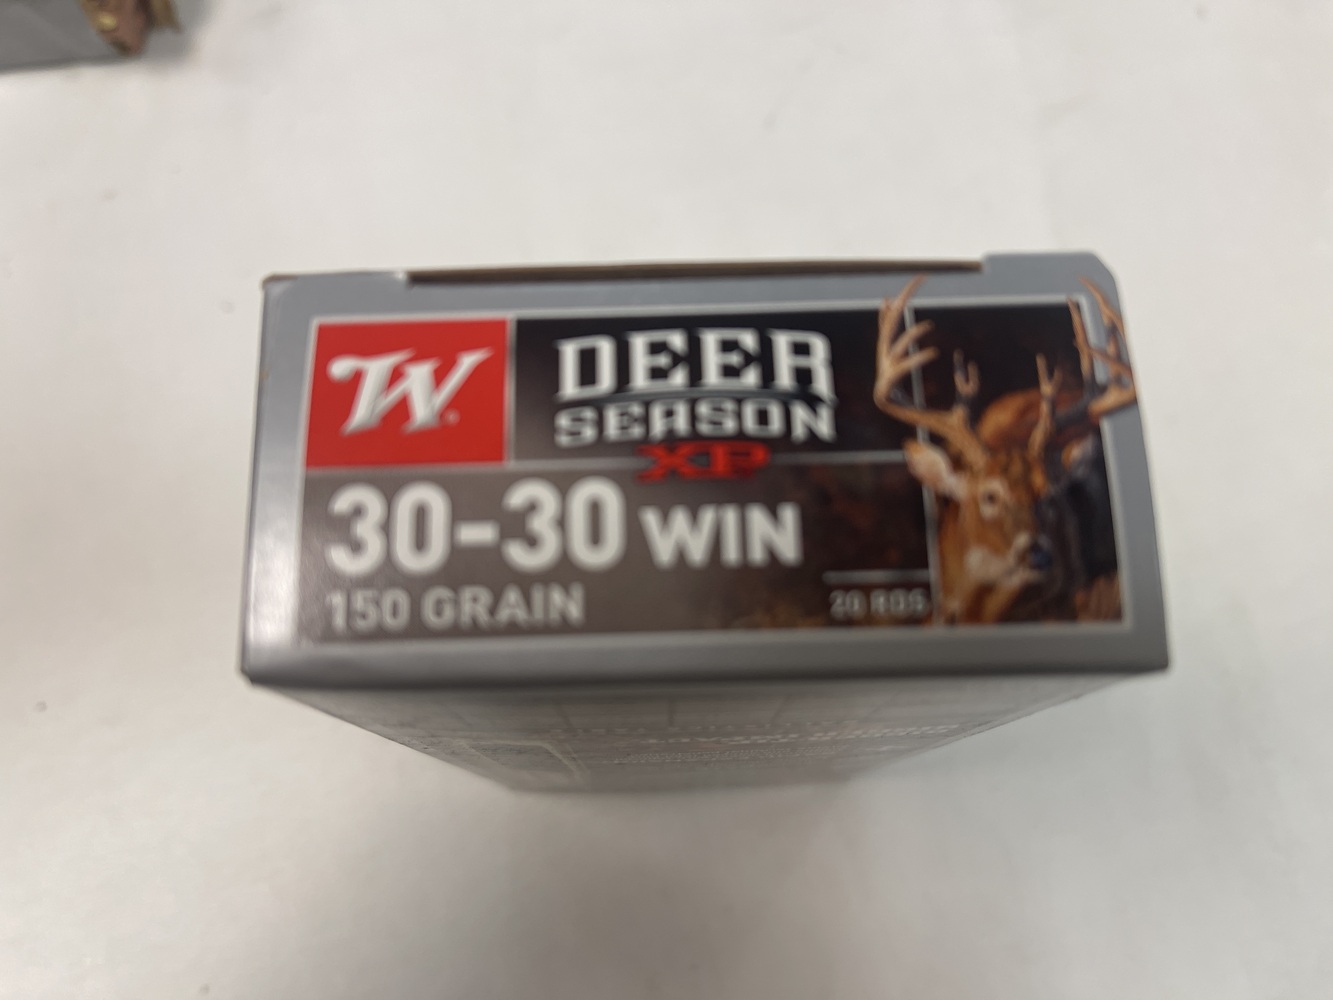 W
DEER
SEASON
XP
30-30 WIN
150 GRAIN
20 RDS